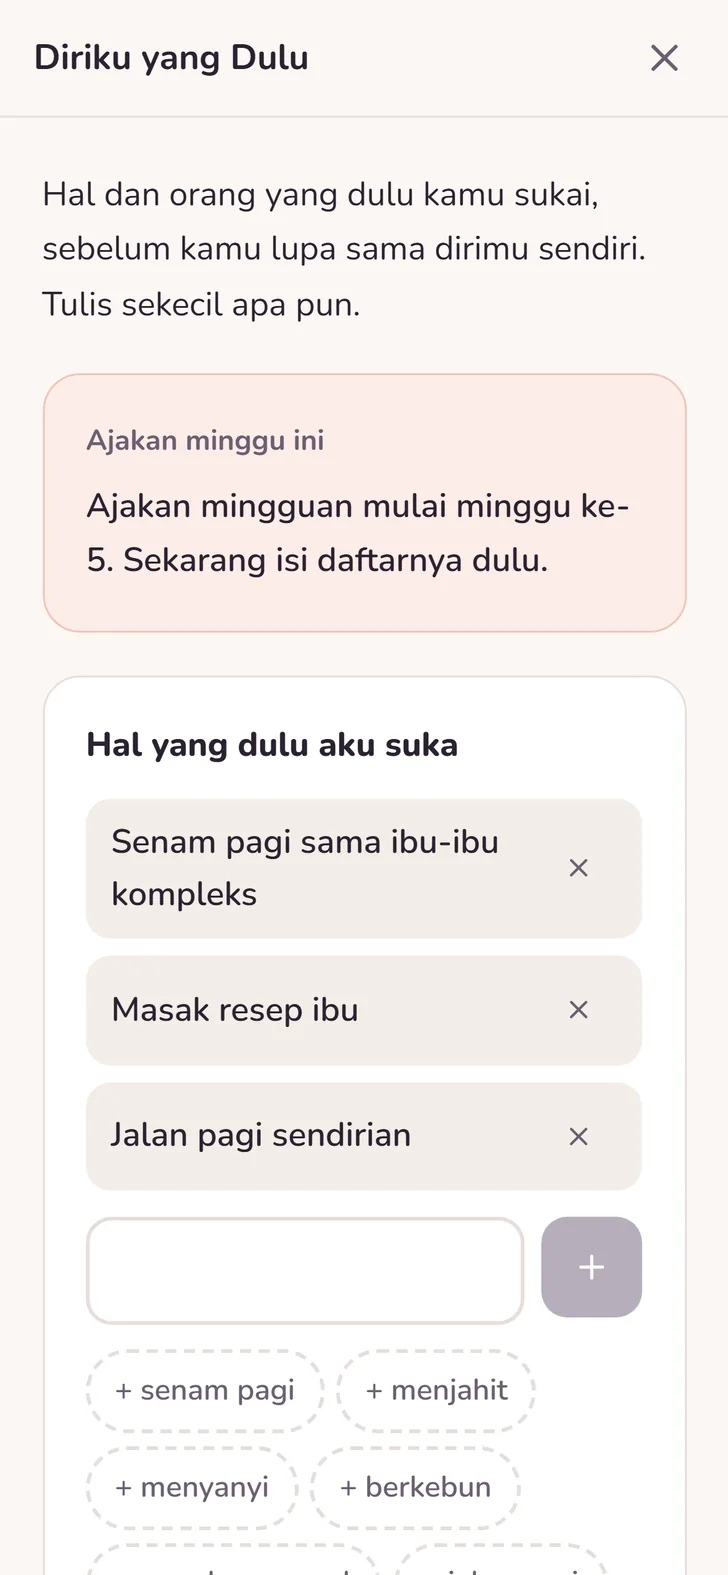 Diriku yang Dulu
Hal dan orang yang dulu kamu sukai,
sebelum kamu lupa sama dirimu sendiri.
Tulis sekecil apa pun.
Ajakan minggu ini
Ajakan mingguan mulai minggu ke-
5. Sekarang isi daftarnya dulu.
Hal yang dulu aku suka
Senam pagi sama ibu-ibu
kompleks
Masak resep ibu
Jalan pagi sendirian
+ senam pagi
+ menjahit
+ menyanyi
+ berkebun